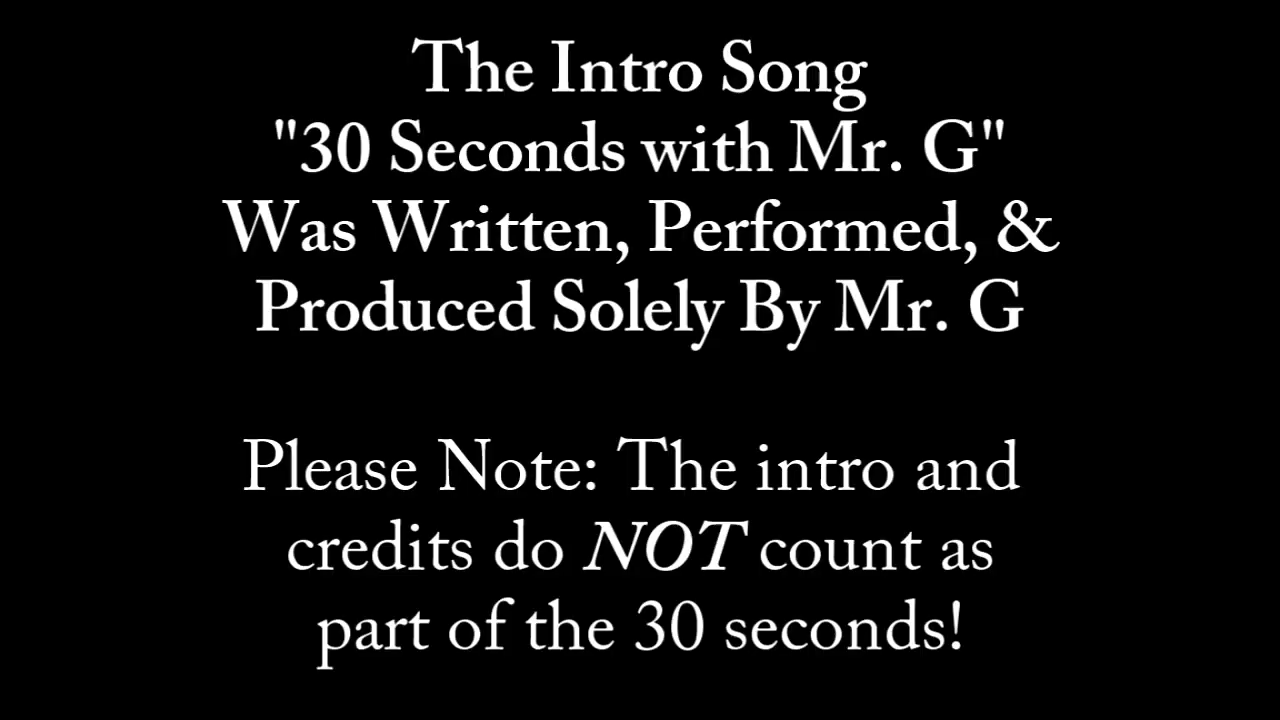 The Intro Song
"30 Seconds with Mr. G"
Was Written, Performed, &
Produced Solely By Mr. G
Please Note: The intro and
credits do NOT count as
part of the 30 seconds!